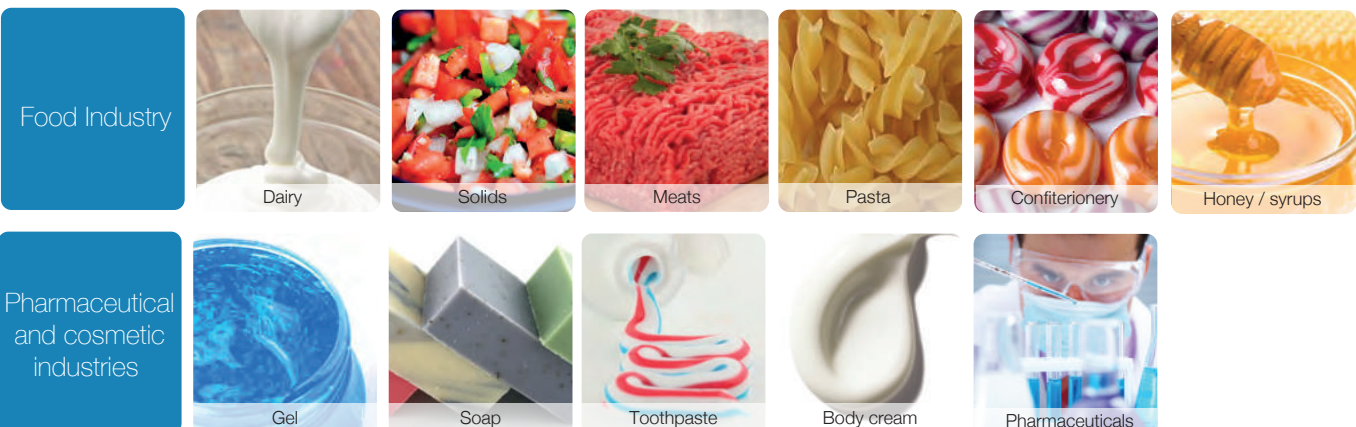 Food Industry
Dairy
Solids
Meats
Pasta
Confiterionery
Honey / syrups
Pharmaceutical
and cosmetic
industries
Gel
Soap
Toothpaste
Body cream
Pharmaceuticals